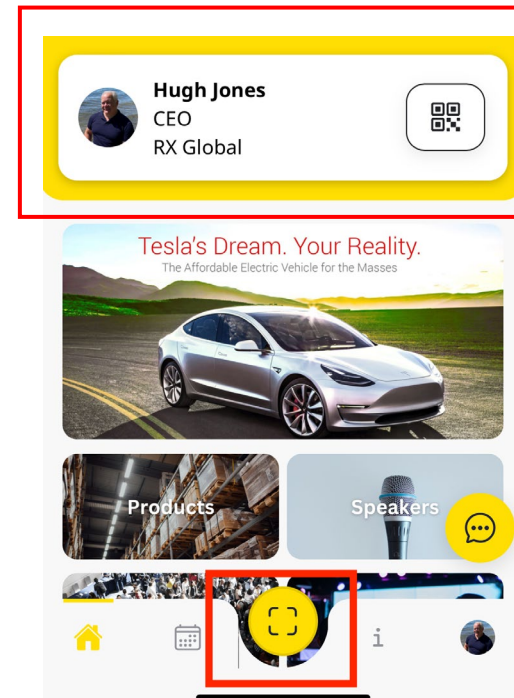 Hugh Jones
CEO
RX Global
Tesla's Dream. Your Reality.
The Affordable Electric Vehicle for the Masses
Products
Speakers
i